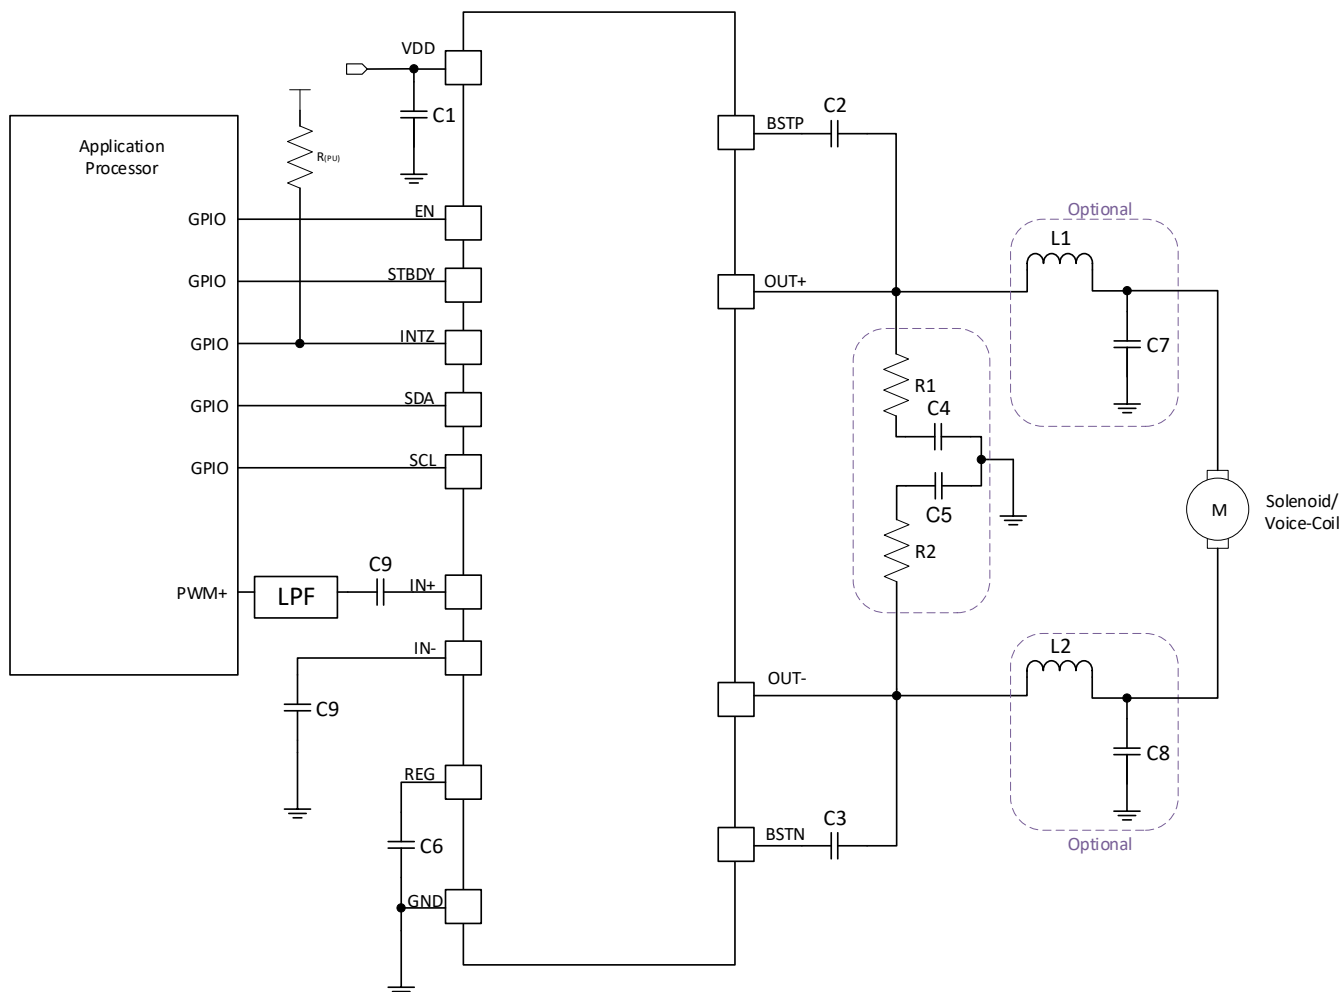 VDD
C1
Application
Processor
R(PU)
GPIO
EN
GPIO
STBDY
GPIO
INTZ
GPIO
SDA
GPIO
SCL
PWM+
LPF
C9
IN+
IN-
C9
REG
C6
GND
BSTP
C2
OUT+
Optional
L1
C7
R1
C4
C5
R2
M
Solenoid/
Voice-Coil
OUT-
L2
C8
Optional
BSTN
C3